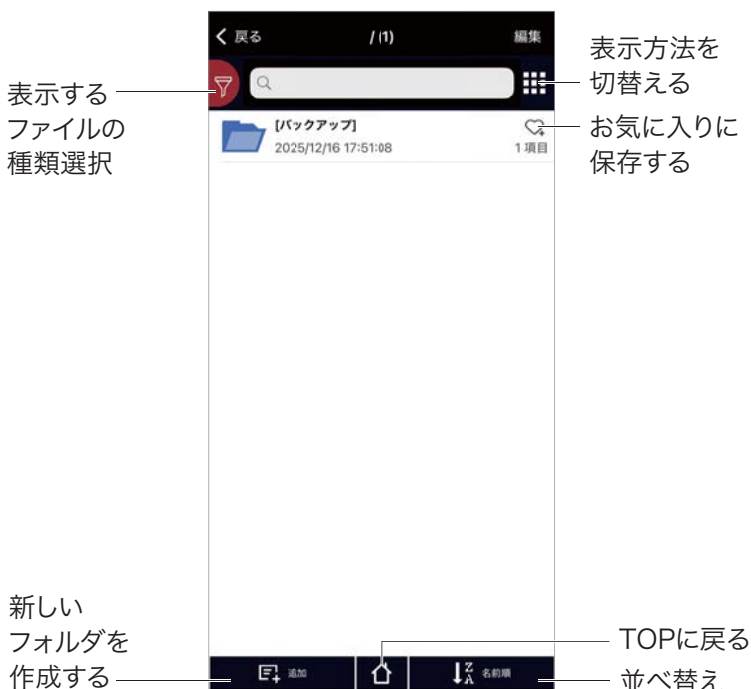 戻る
/ (1)
編集
表示方法を
切替える
表示する
ファイルの
種類選択
[バックアップ]
2025/12/16 17:51:08
1 項目
お気に入りに
保存する
新しい
フォルダを
作成する
追加
Z
A
名前順
TOPに戻る
並べ替え